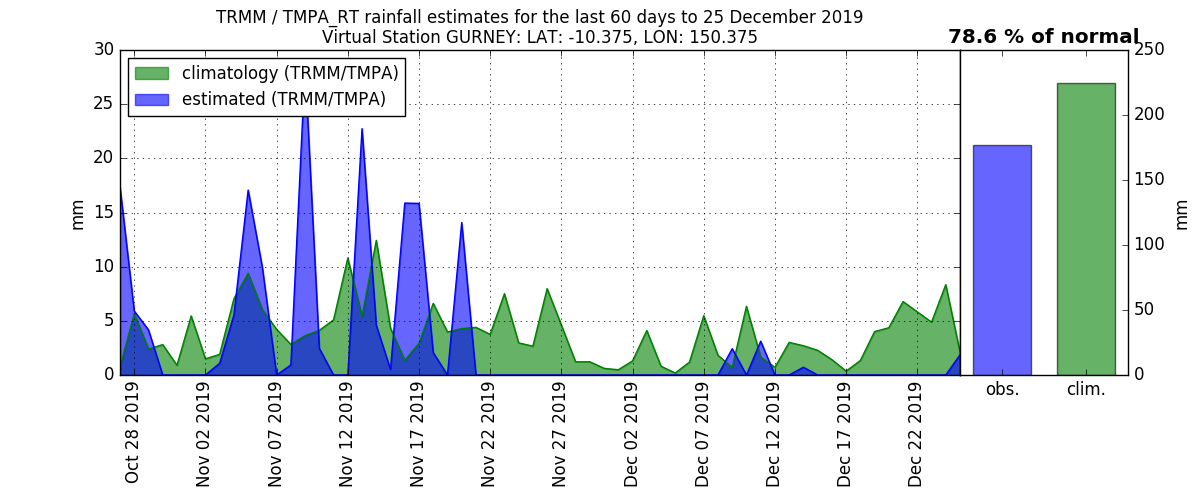 TRMM / TMPA_RT rainfall estimates for the last 60 days to 25 December 2019
Virtual Station GURNEY: LAT: -10.375, LON: 150.375
78.6 % of normal
climatology (TRMM/TMPA)
estimated (TRMM/TMPA)
mm
30
25
20
15
10
5
0
Oct 28 2019
Nov 02 2019
Nov 07 2019
Nov 12 2019
Nov 17 2019
Nov 22 2019
Nov 27 2019
Dec 02 2019
Dec 07 2019
Dec 12 2019
Dec 17 2019
Dec 22 2019
obs.
clim.
250
200
150
100
50
0
mm